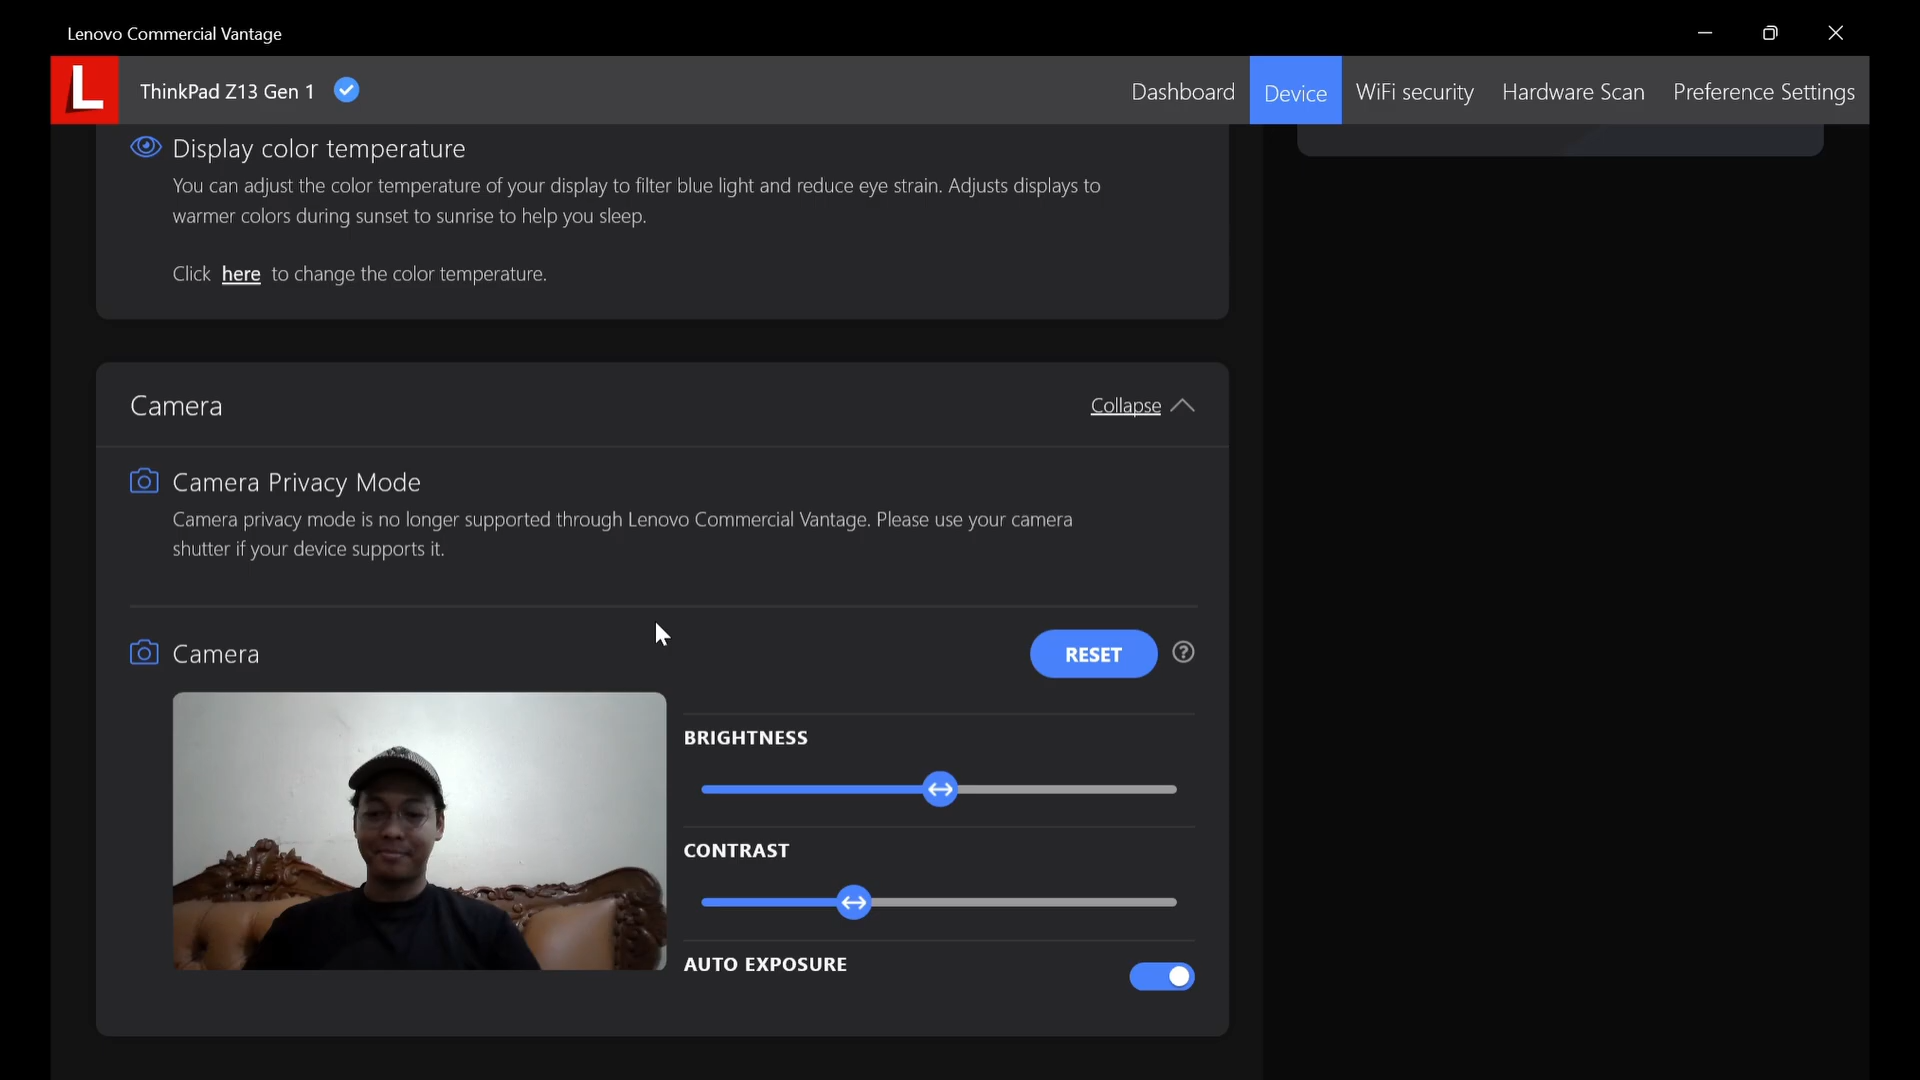 Lenovo Commercial Vantage
L
ThinkPad Z13 Gen 1
Dashboard
Device
WiFi security
Hardware Scan
Preference Settings
Display color temperature
You can adjust the color temperature of your display to filter blue light and reduce eye strain. Adjusts displays to
warmer colors during sunset to sunrise to help you sleep.
Click here to change the color temperature.
Camera
Collapse
Camera Privacy Mode
Camera privacy mode is no longer supported through Lenovo Commercial Vantage. Please use your camera
shutter if your device supports it.
Camera
RESET
?
BRIGHTNESS
CONTRAST
AUTO EXPOSURE